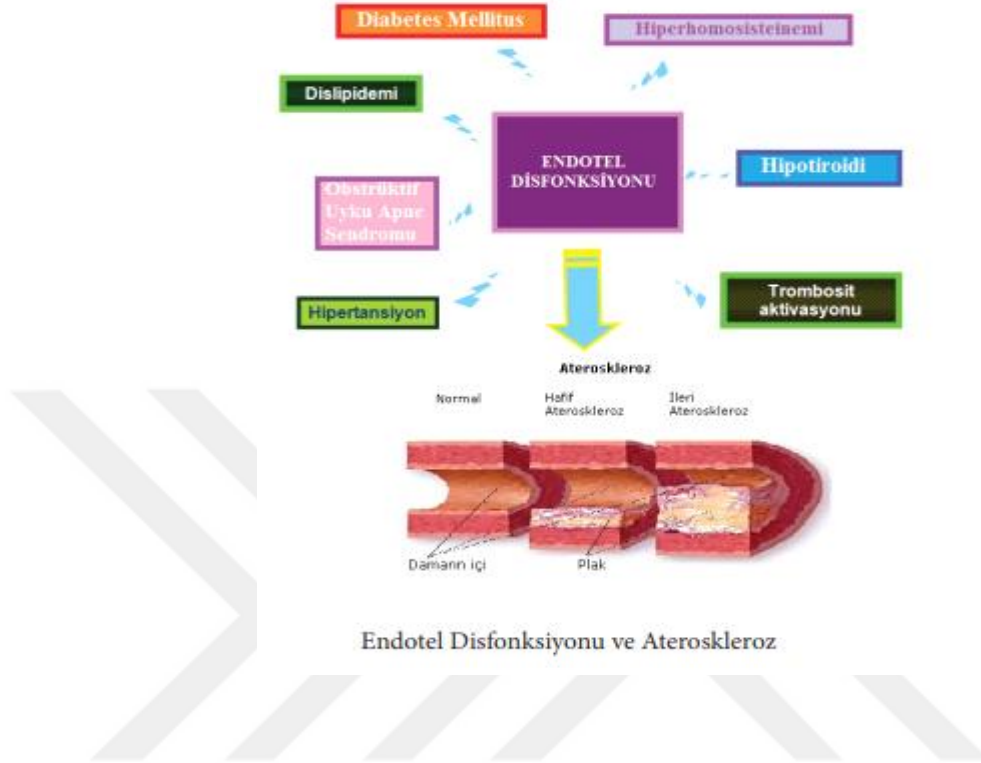 Diabetes Mellitus
Hiperhomosisteinemi
Dislipidemi
ENDOTEL
DİSFONKSİYONU
Hipotiroidi
Obstrüktif
Uyku Apne
Sendromu
Hipertansiyon
Trombosit
aktivasyonu
Ateroskleroz
Normal
Hafif
Ateroskleroz
İleri
Ateroskleroz
Damarın içi
Plak
Endotel Disfonksiyonu ve Ateroskleroz